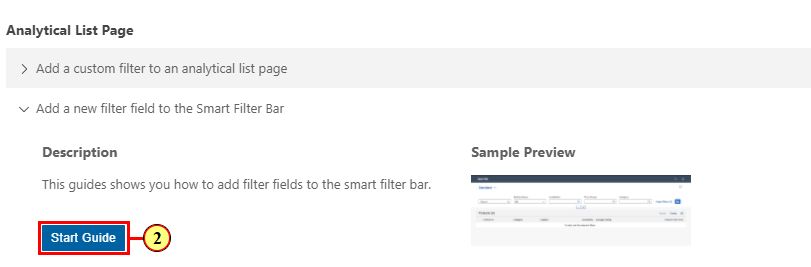 Analytical List Page
Add a custom filter to an analytical list page
Add a new filter field to the Smart Filter Bar
Description
Sample Preview
This guides shows you how to add filter fields to the smart filter bar.
Start Guide
2